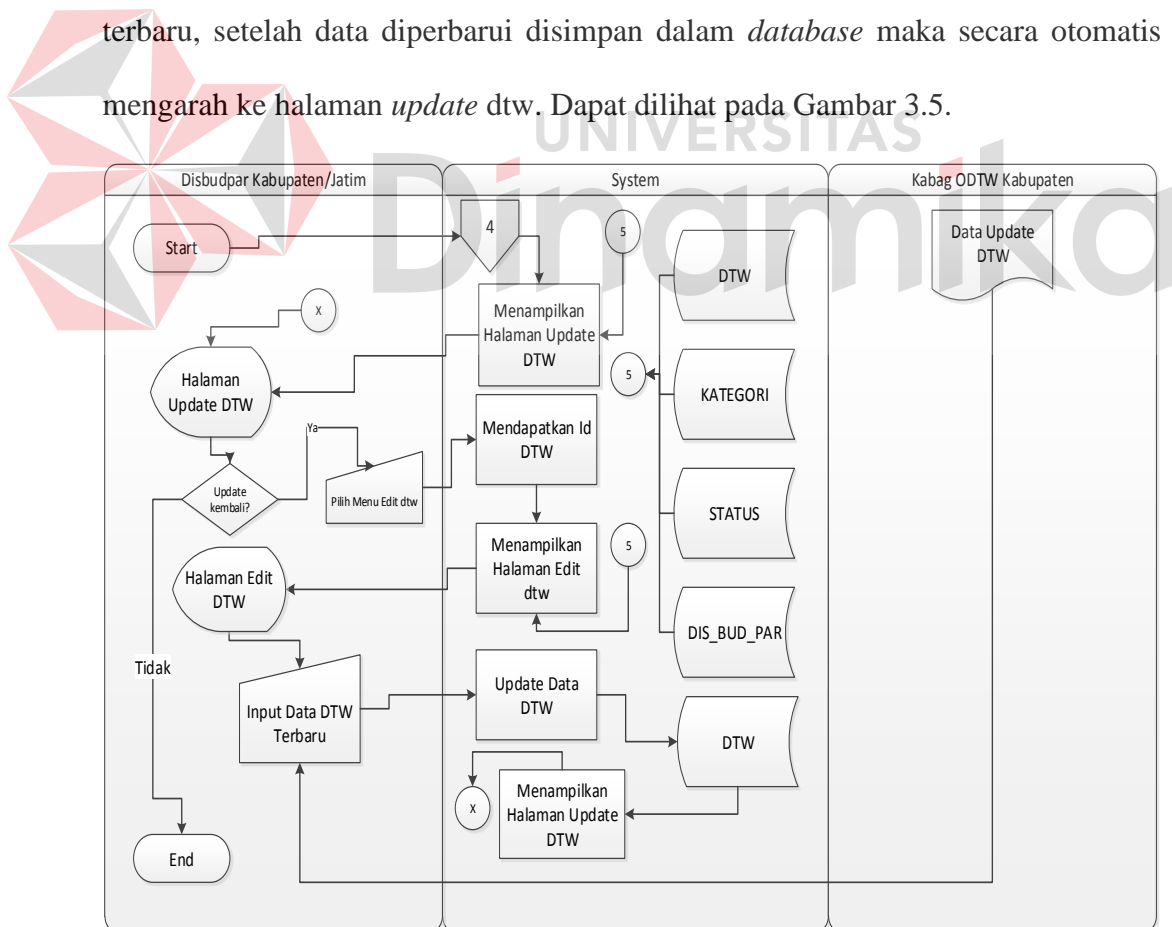 terbaru, setelah data diperbarui disimpan dalam database maka secara otomatis
mengarah ke halaman update dtw. Dapat dilihat pada Gambar 3.5.
UNIVERSITAS
Dinamika
Disbudpar Kabupaten/Jatim
System
Kabag ODTW Kabupaten
Start
4
5
DTW
Data Update
DTW
x
Menampilkan
Halaman Update
DTW
Halaman
Update DTW
5
KATEGORI
Ya
Mendapatkan Id
DTW
Update
kembali?
Pilih Menu Edit dtw
STATUS
Menampilkan
Halaman Edit
dtw
5
Halaman Edit
DTW
DIS_BUD_PAR
Tidak
Input Data DTW
Terbaru
Update Data
DTW
DTW
Menampilkan
Halaman Update
DTW
x
End